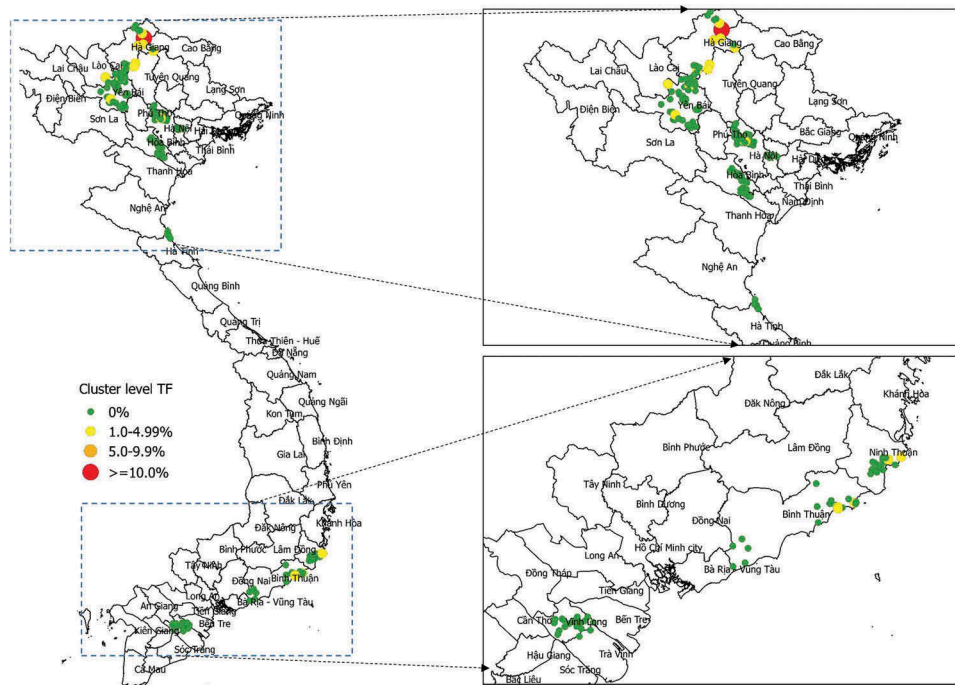 Hà Giang
Cao Bằng
Lai Châu
Lào Cai
Tuyên Quang
Điện Biên
Yên Bái
Lạng Sơn
Sơn La
Phú Thọ
Quảng Ninh
Hà Nội
Hải
Hòa Bình
Thái Bình
Thanh Hóa
Nghệ An
Hà Tĩnh
Quảng Bình
Quảng Trị
Thừa Thiên - Huế
Đà Nẵng
Quảng Nam
Quảng Ngãi
Kon Tum
Bình Định
Gia Lai
Phú Yên
Đắk Lắk
Khánh Hòa
Đăk Nông
Bình Phước
Lâm Đồng
Tây Ninh
Đồng Nai
Bình Thuận
Long An
Bà Rịa - Vũng Tàu
An Giang
Tiền Giang
Bến Tre
Kiên Giang
Sóc Trăng
Cà Mau
Cluster level TF
0%
1.0-4.99%
5.0-9.9%
>=10.0%
Hà Giang
Cao Bằng
Lai Châu
Lào Cai
Tuyên Quang
Điện Biên
Yên Bái
Lạng Sơn
Bắc Giang
Phú Thọ
Quảng Ninh
Sơn La
Hà Nội
Hải
Hòa Bình
Thái Bình
Nam Định
Thanh Hóa
Nghệ An
Hà Tĩnh
Quảng Bình
Đắk Lắk
Khánh Hòa
Đăk Nông
Bình Phước
Lâm Đồng
Ninh Thuận
Tây Ninh
Bình Dương
Đồng Nai
Bình Thuận
Hồ Chí Minh city
Long An
Bà Rịa - Vũng Tàu
Đồng Tháp
Tiền Giang
Cần Thơ
Vĩnh Long
Bến Tre
Trà Vinh
Hậu Giang
Sóc Trăng
Bạc Liêu